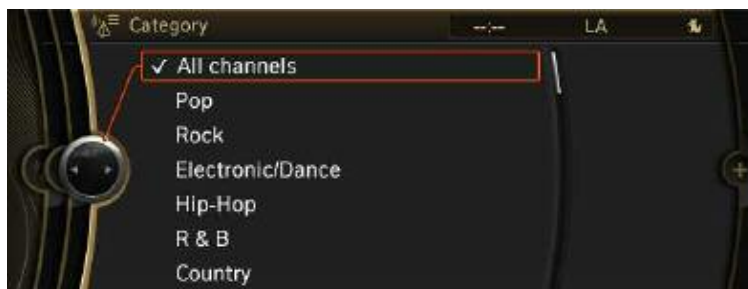 Category --:-- LA
✓ All channels
Pop
Rock
Electronic/Dance
Hip-Hop
R & B
Country